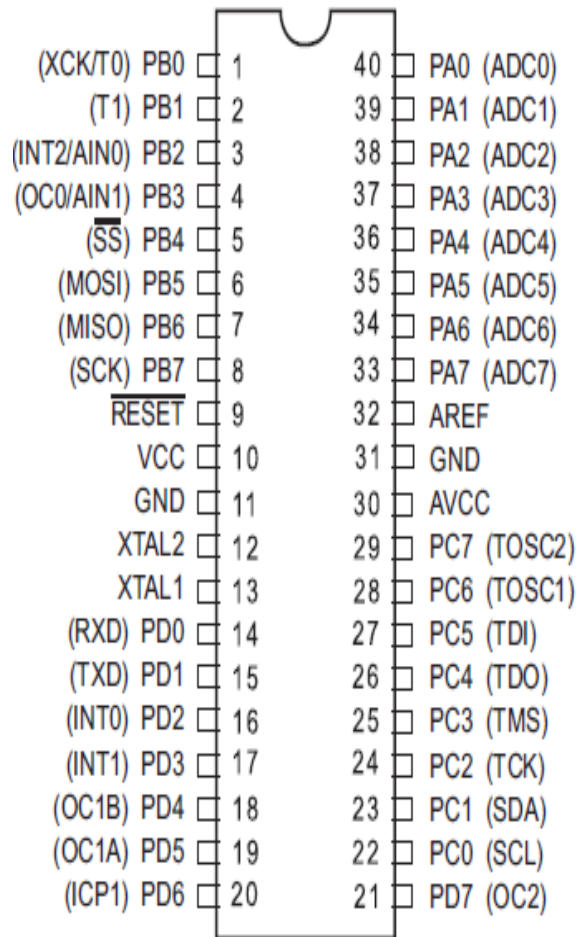 (XCK/T0) PB0 1 40 PA0 (ADC0)
(T1) PB1 2 39 PA1 (ADC1)
(INT2/AIN0) PB2 3 38 PA2 (ADC2)
(OC0/AIN1) PB3 4 37 PA3 (ADC3)
(S̅S̅) PB4 5 36 PA4 (ADC4)
(MOSI) PB5 6 35 PA5 (ADC5)
(MISO) PB6 7 34 PA6 (ADC6)
(SCK) PB7 8 33 PA7 (ADC7)
R̅E̅S̅E̅T̅ 9 32 AREF
VCC 10 31 GND
GND 11 30 AVCC
XTAL2 12 29 PC7 (TOSC2)
XTAL1 13 28 PC6 (TOSC1)
(RXD) PD0 14 27 PC5 (TDI)
(TXD) PD1 15 26 PC4 (TDO)
(INT0) PD2 16 25 PC3 (TMS)
(INT1) PD3 17 24 PC2 (TCK)
(OC1B) PD4 18 23 PC1 (SDA)
(OC1A) PD5 19 22 PC0 (SCL)
(ICP1) PD6 20 21 PD7 (OC2)